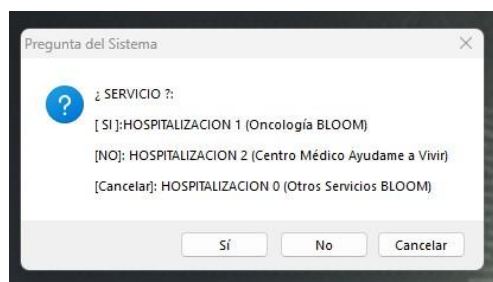 Pregunta del Sistema
¿ SERVICIO ?:
[ SI ]:HOSPITALIZACION 1 (Oncología BLOOM)
[NO]: HOSPITALIZACION 2 (Centro Médico Ayudame a Vivir)
[Cancelar]: HOSPITALIZACION 0 (Otros Servicios BLOOM)
Sí No Cancelar